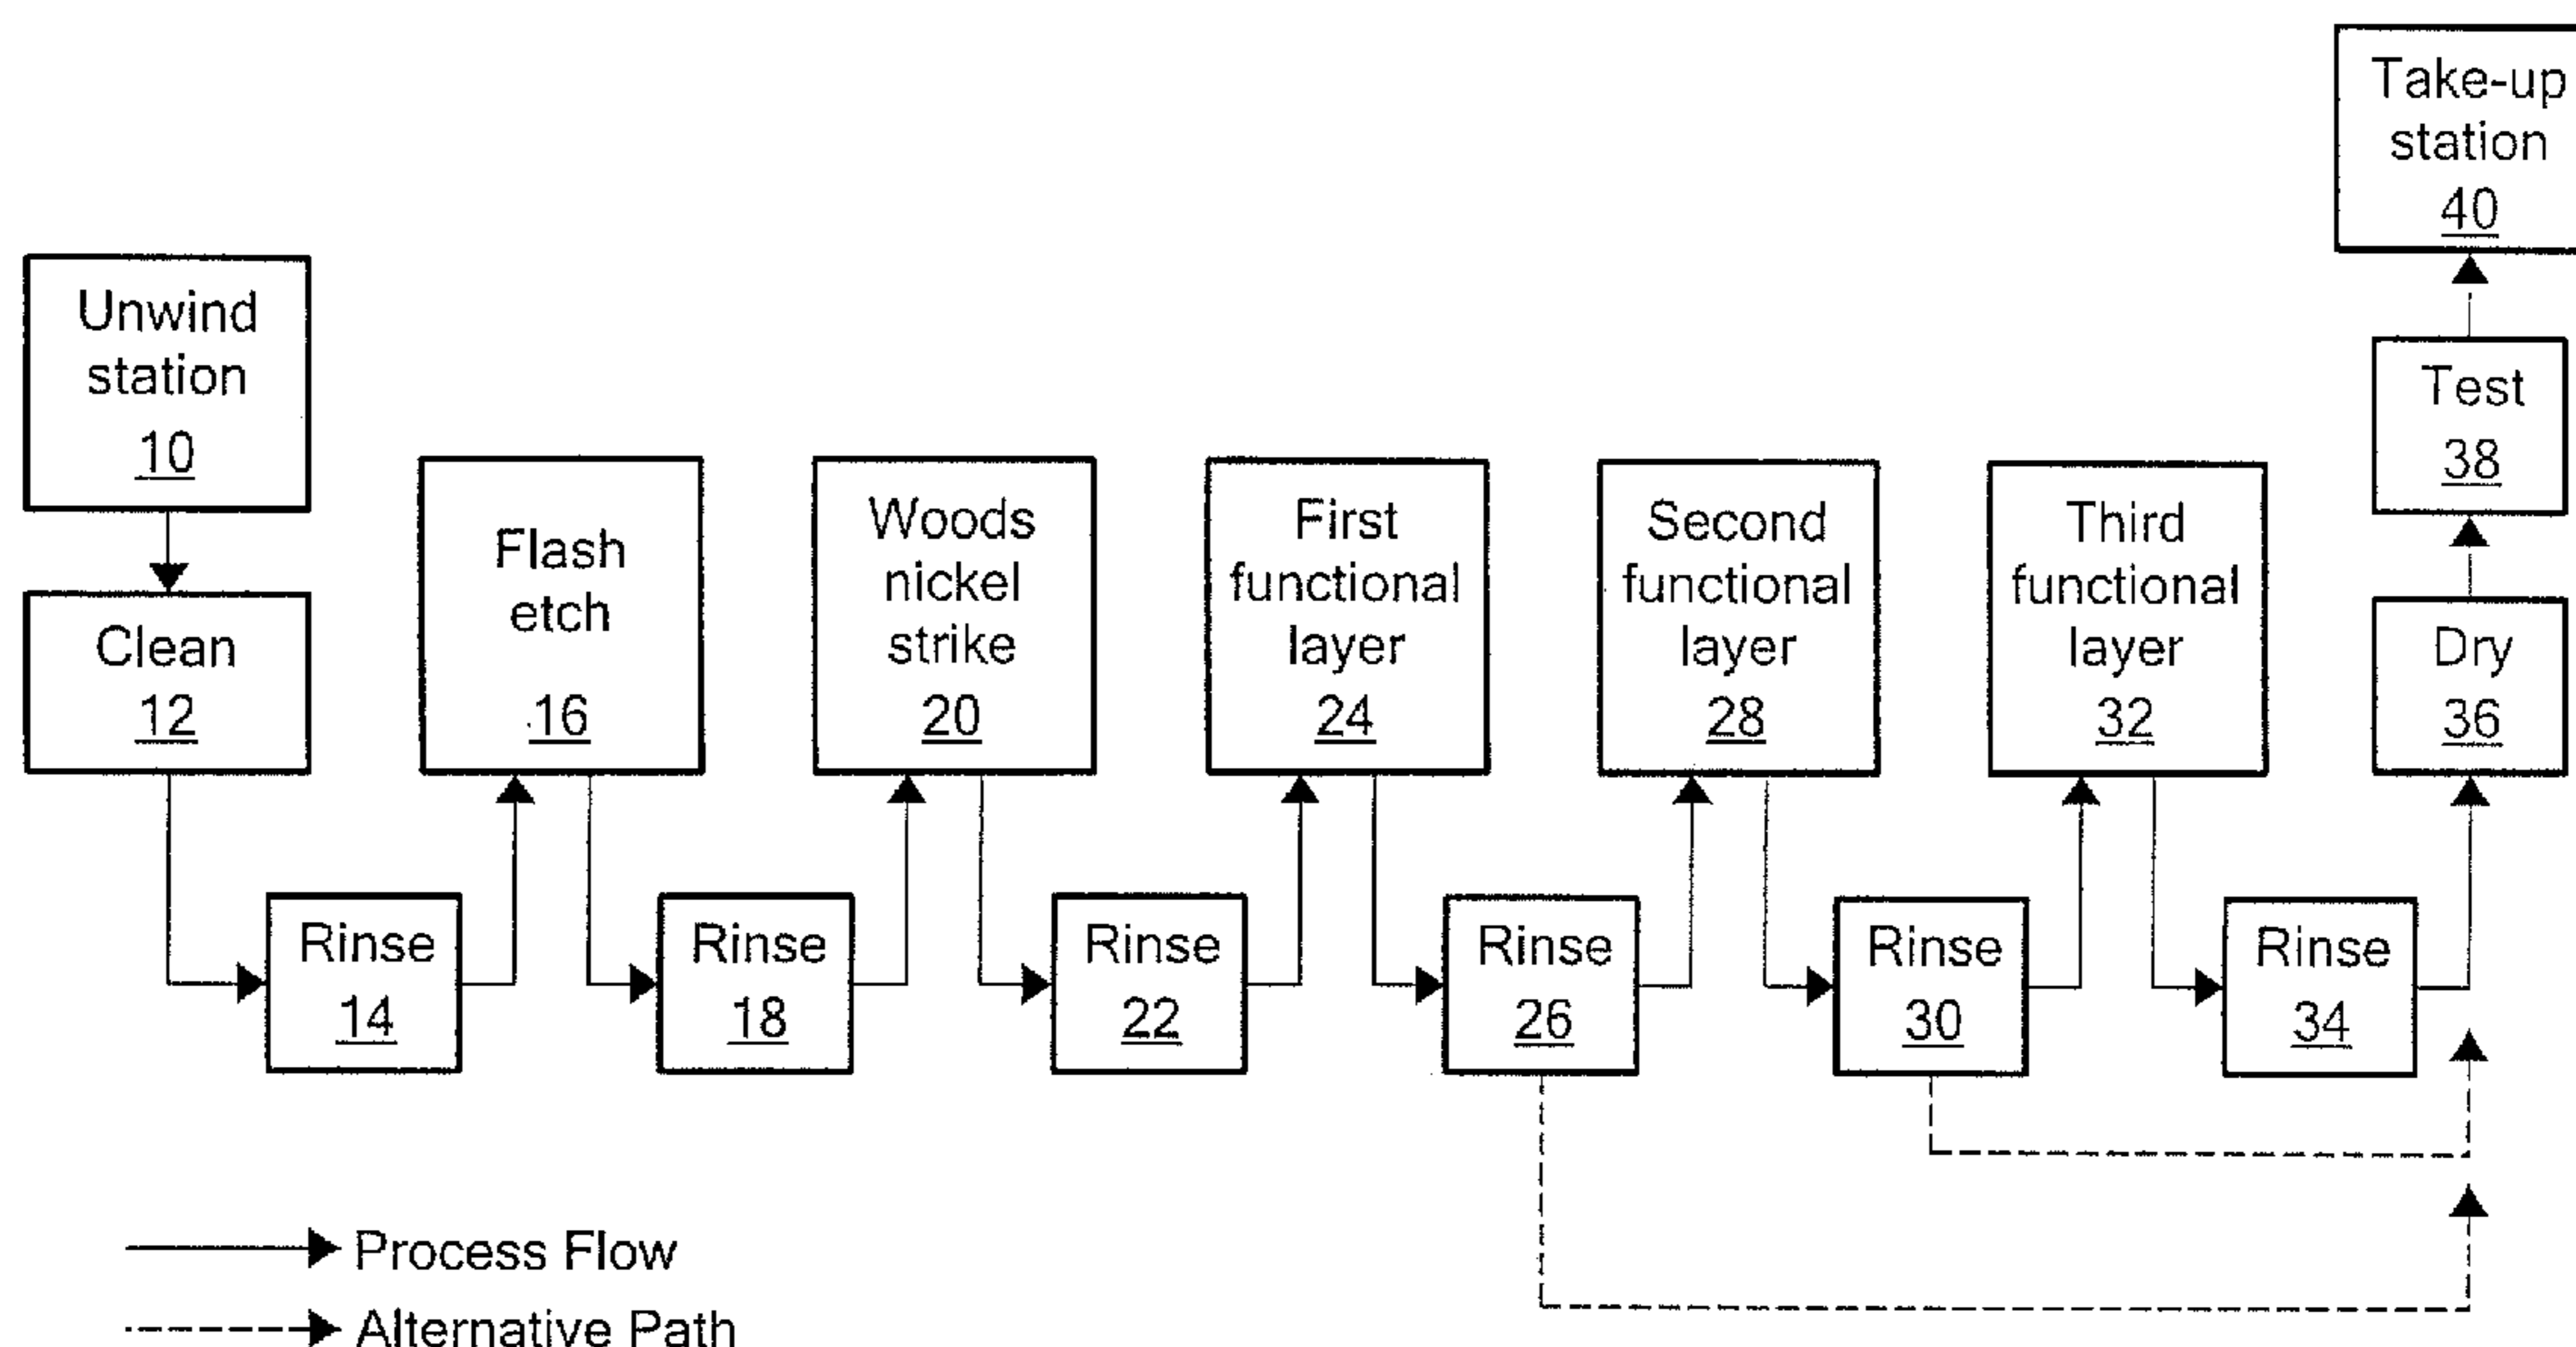 Unwind
station
10
Clean
12
Rinse
14
Flash
etch
16
Rinse
18
Woods
nickel
strike
20
Rinse
22
First
functional
layer
24
Rinse
26
Second
functional
layer
28
Rinse
30
Third
functional
layer
32
Rinse
34
Dry
36
Test
38
Take-up
station
40
Process Flow
Alternative Path